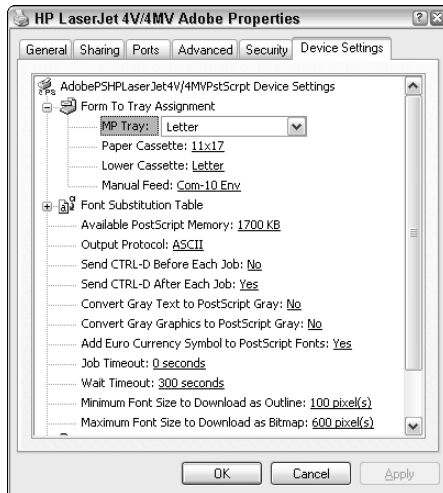 HP LaserJet 4V/4MV Adobe Properties
General Sharing Ports Advanced Security Device Settings
AdobePSHPLaserJet4V/4MVPstScrpt Device Settings
Form To Tray Assignment
MP Tray: Letter
Paper Cassette: 11x17
Lower Cassette: Letter
Manual Feed: Com-10 Env
Font Substitution Table
Available PostScript Memory: 1700 KB
Output Protocol: ASCII
Send CTRL-D Before Each Job: No
Send CTRL-D After Each Job: Yes
Convert Gray Text to PostScript Gray: No
Convert Gray Graphics to PostScript Gray: No
Add Euro Currency Symbol to PostScript Fonts: Yes
Job Timeout: 0 seconds
Wait Timeout: 300 seconds
Minimum Font Size to Download as Outline: 100 pixel(s)
Maximum Font Size to Download as Bitmap: 600 pixel(s)
OK Cancel Apply